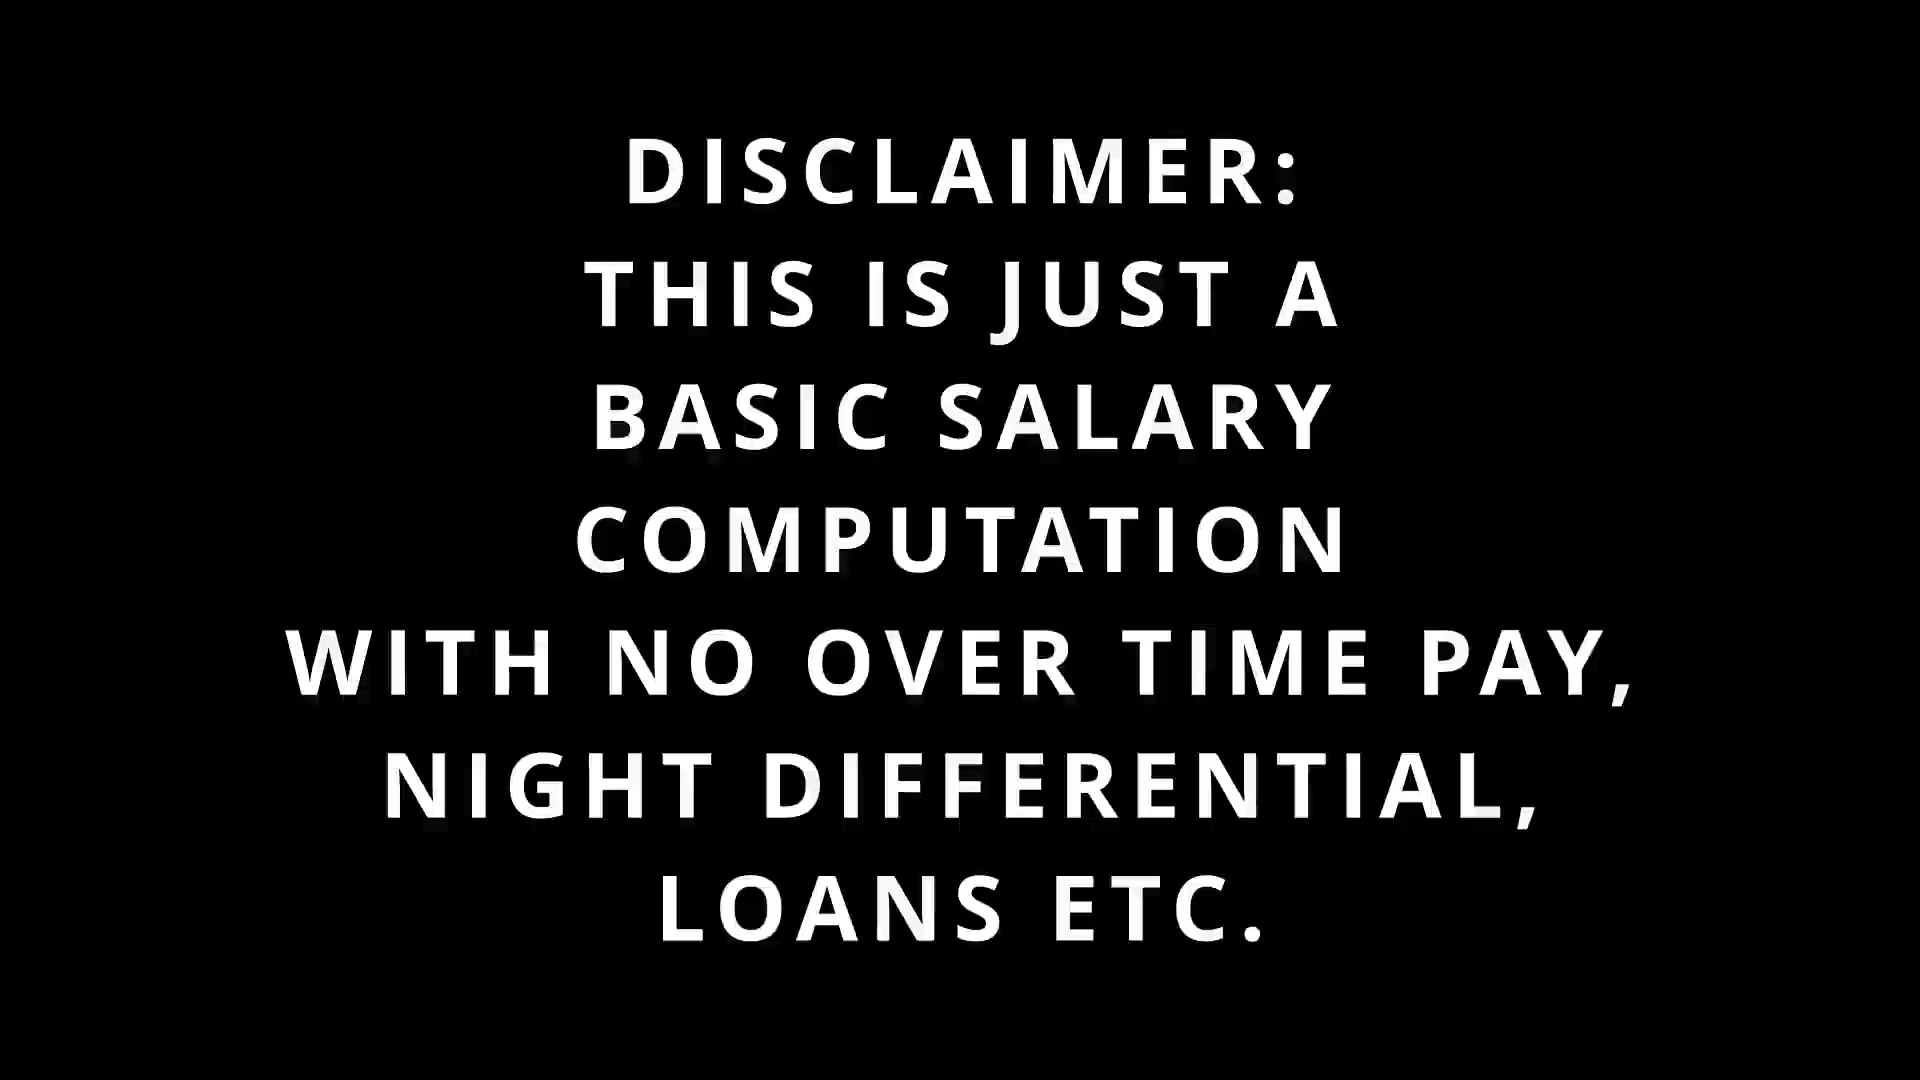 DISCLAIMER:
THIS IS JUST A
BASIC SALARY
COMPUTATION
WITH NO OVER TIME PAY,
NIGHT DIFFERENTIAL,
LOANS ETC.